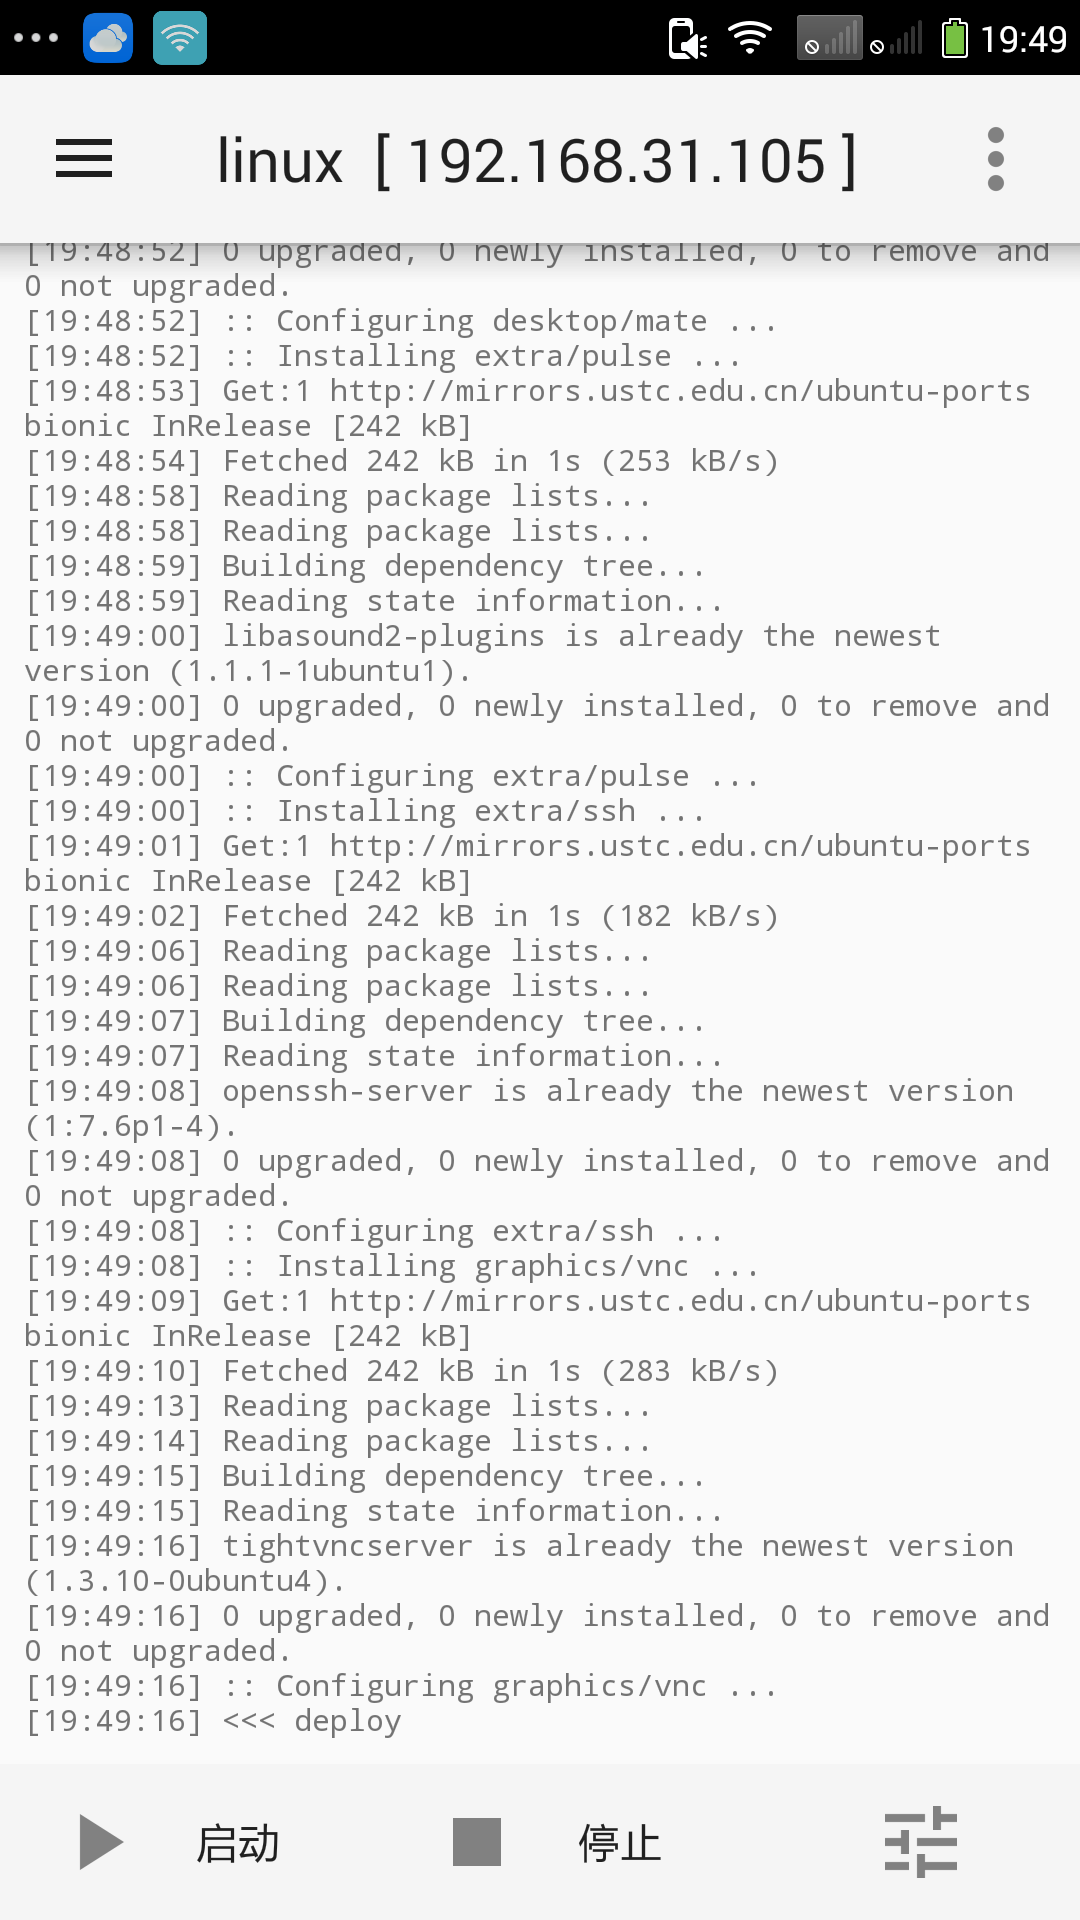 19:49
linux [ 192.168.31.105 ]
[19:48:52] 0 upgraded, 0 newly installed, 0 to remove and
0 not upgraded.
[19:48:52] :: Configuring desktop/mate ...
[19:48:52] :: Installing extra/pulse ...
[19:48:53] Get:1 http://mirrors.ustc.edu.cn/ubuntu-ports
bionic InRelease [242 kB]
[19:48:54] Fetched 242 kB in 1s (253 kB/s)
[19:48:58] Reading package lists...
[19:48:58] Reading package lists...
[19:48:59] Building dependency tree...
[19:48:59] Reading state information...
[19:49:00] libasound2-plugins is already the newest
version (1.1.1-1ubuntu1).
[19:49:00] 0 upgraded, 0 newly installed, 0 to remove and
0 not upgraded.
[19:49:00] :: Configuring extra/pulse ...
[19:49:00] :: Installing extra/ssh ...
[19:49:01] Get:1 http://mirrors.ustc.edu.cn/ubuntu-ports
bionic InRelease [242 kB]
[19:49:02] Fetched 242 kB in 1s (182 kB/s)
[19:49:06] Reading package lists...
[19:49:06] Reading package lists...
[19:49:07] Building dependency tree...
[19:49:07] Reading state information...
[19:49:08] openssh-server is already the newest version
(1:7.6p1-4).
[19:49:08] 0 upgraded, 0 newly installed, 0 to remove and
0 not upgraded.
[19:49:08] :: Configuring extra/ssh ...
[19:49:08] :: Installing graphics/vnc ...
[19:49:09] Get:1 http://mirrors.ustc.edu.cn/ubuntu-ports
bionic InRelease [242 kB]
[19:49:10] Fetched 242 kB in 1s (283 kB/s)
[19:49:13] Reading package lists...
[19:49:14] Reading package lists...
[19:49:15] Building dependency tree...
[19:49:15] Reading state information...
[19:49:16] tightvncserver is already the newest version
(1.3.10-0ubuntu4).
[19:49:16] 0 upgraded, 0 newly installed, 0 to remove and
0 not upgraded.
[19:49:16] :: Configuring graphics/vnc ...
[19:49:16] <<< deploy
启动 停止